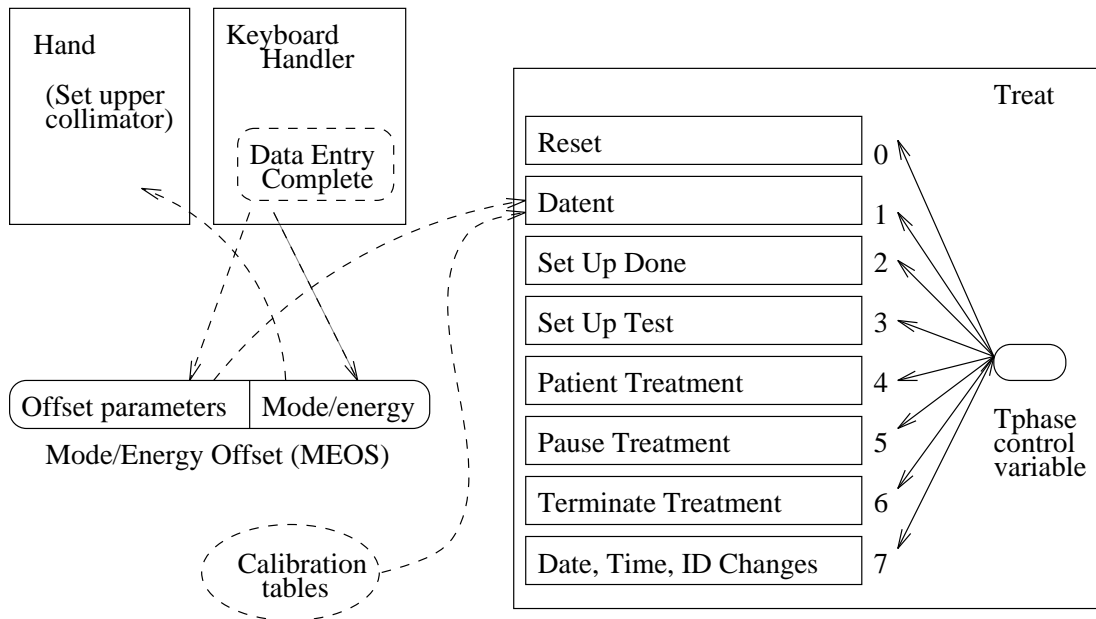 Hand
(Set upper
collimator)
Keyboard
Handler
Data Entry
Complete
Offset parameters
Mode/energy
Mode/Energy Offset (MEOS)
Calibration
tables
Treat
Reset
0
Datent
1
Set Up Done
2
Set Up Test
3
Patient Treatment
4
Pause Treatment
5
Terminate Treatment
6
Date, Time, ID Changes
7
Tphase
control
variable